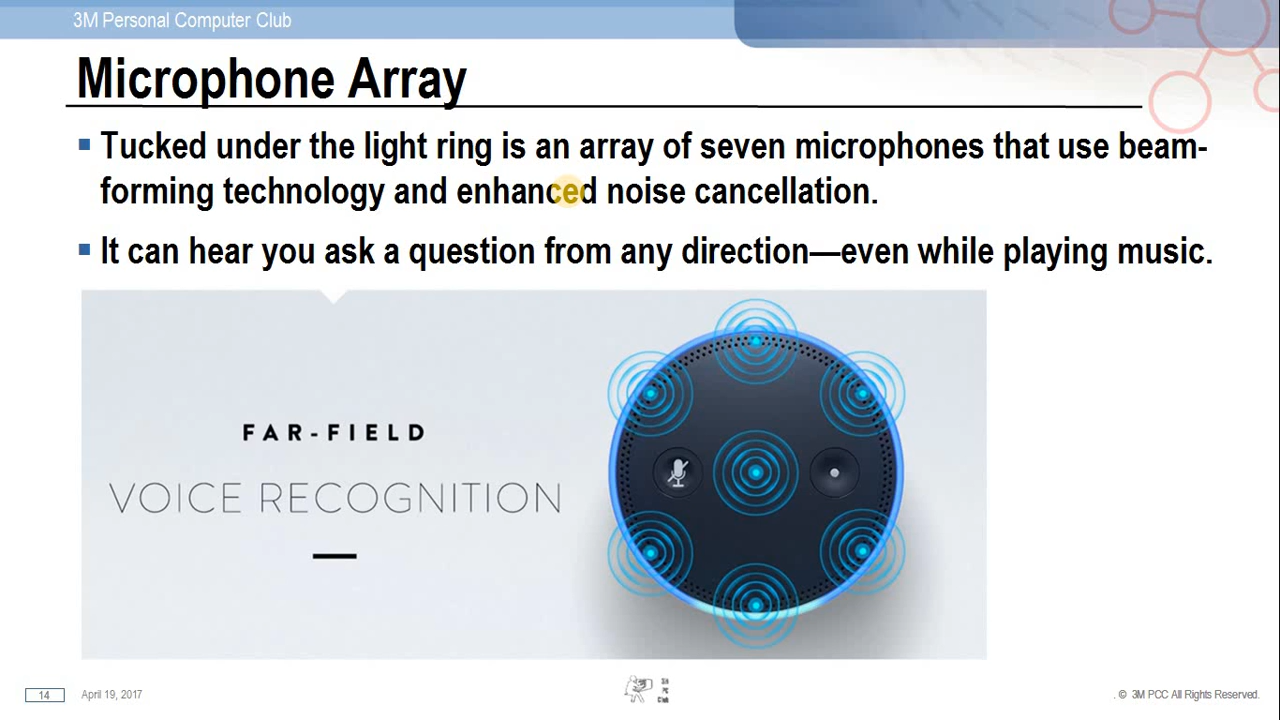 3M Personal Computer Club
Microphone Array
Tucked under the light ring is an array of seven microphones that use beam-
forming technology and enhanced noise cancellation.
It can hear you ask a question from any direction—even while playing music.
FAR-FIELD
VOICE RECOGNITION
14
April 19, 2017
. © 3M PCC All Rights Reserved.